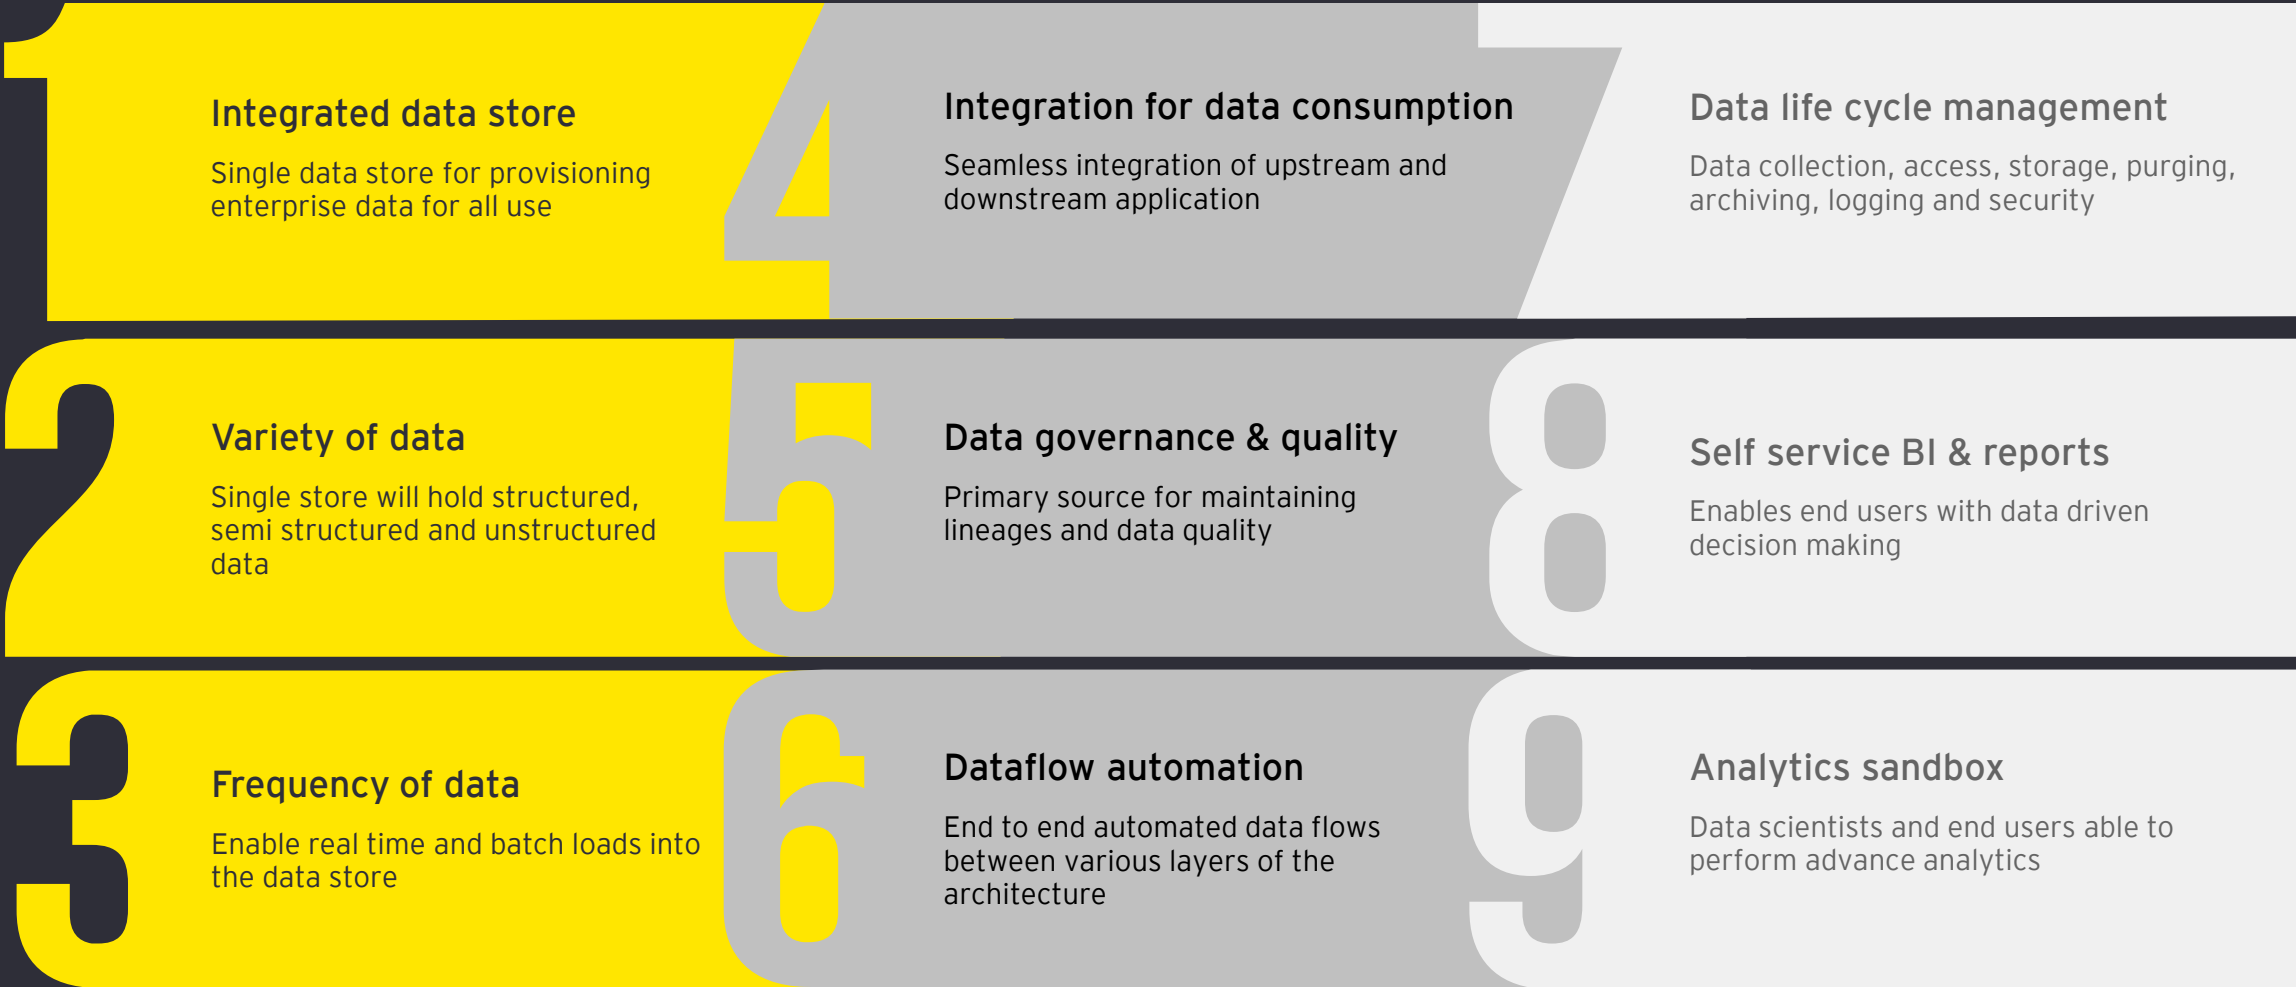 1
Integrated data store
Single data store for provisioning
enterprise data for all use
2
Variety of data
Single store will hold structured,
semi structured and unstructured
data
3
Frequency of data
Enable real time and batch loads into
the data store
4
Integration for data consumption
Seamless integration of upstream and
downstream application
5
Data governance & quality
Primary source for maintaining
lineages and data quality
6
Dataflow automation
End to end automated data flows
between various layers of the
architecture
7
Data life cycle management
Data collection, access, storage, purging,
archiving, logging and security
8
Self service BI & reports
Enables end users with data driven
decision making
9
Analytics sandbox
Data scientists and end users able to
perform advance analytics